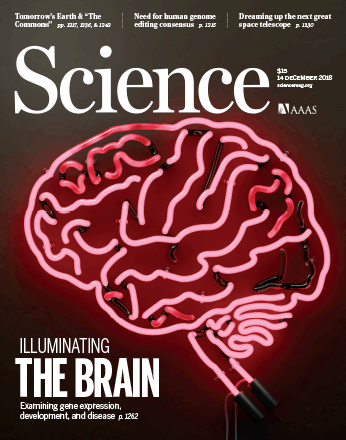 Tomorrow's Earth & "The
Commons" pp. 1217, 1236, & 1242
Need for human genome
editing consensus p. 1215
Dreaming up the next great
space telescope p. 1230
Science
$15
14 DECEMBER 2018
sciencemag.org
AAAS
ILLUMINATING
THE BRAIN
Examining gene expression,
development, and disease p. 1262